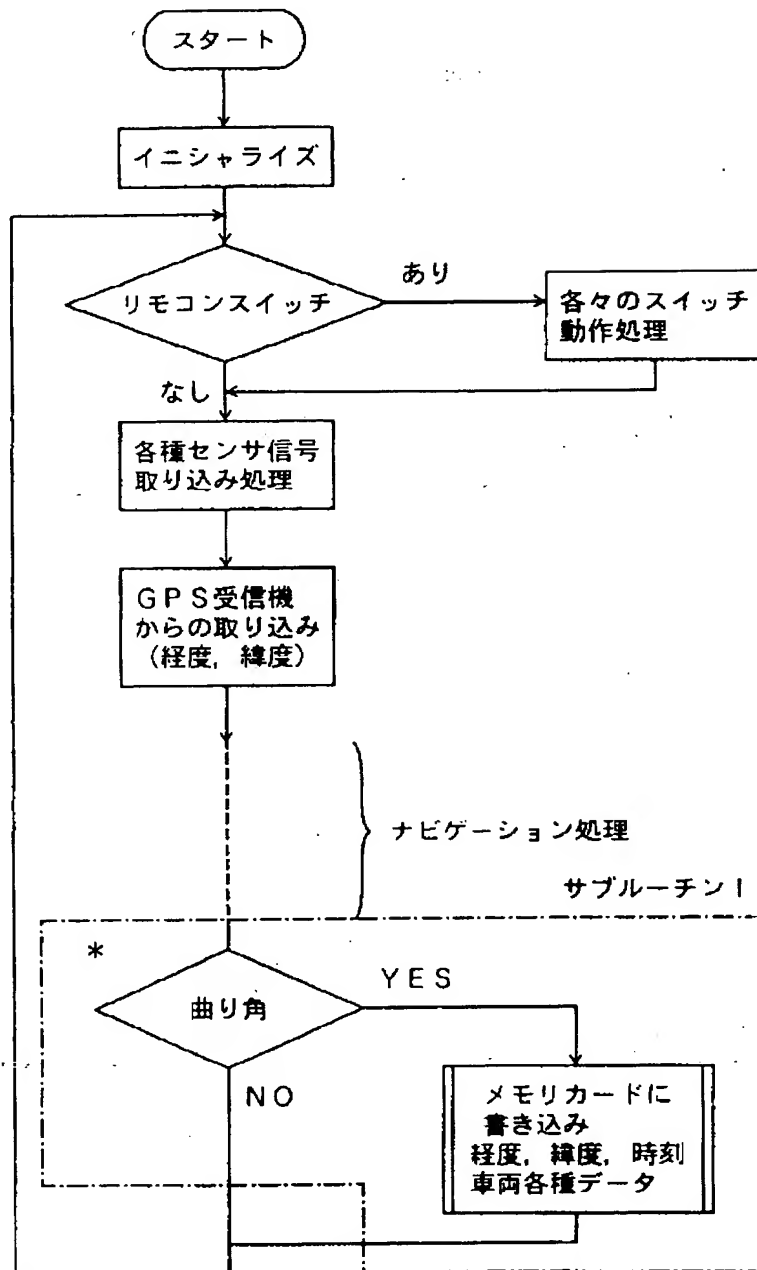 スタート
イニシャライズ
リモコンスイッチ
あり
各々のスイッチ
動作処理
なし
各種センサ信号
取り込み処理
GPS受信機
からの取り込み
(経度, 緯度)
ナビゲーション処理
サブルーチンI
*
曲り角
YES
NO
メモリカードに
書き込み
経度, 緯度, 時刻
車両各種データ